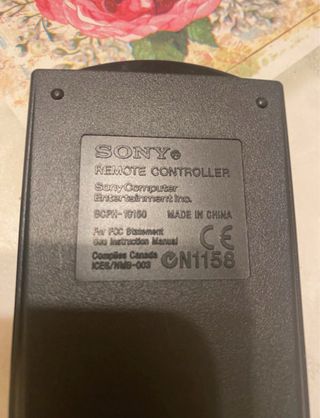 SONY®
REMOTE CONTROLLER
Sony Computer
Entertainment Inc.
SCPH-10150 MADE IN CHINA
For FCC Statement
See Instruction Manual
Complies Canada
ICES/NMB-003
CE
N1158